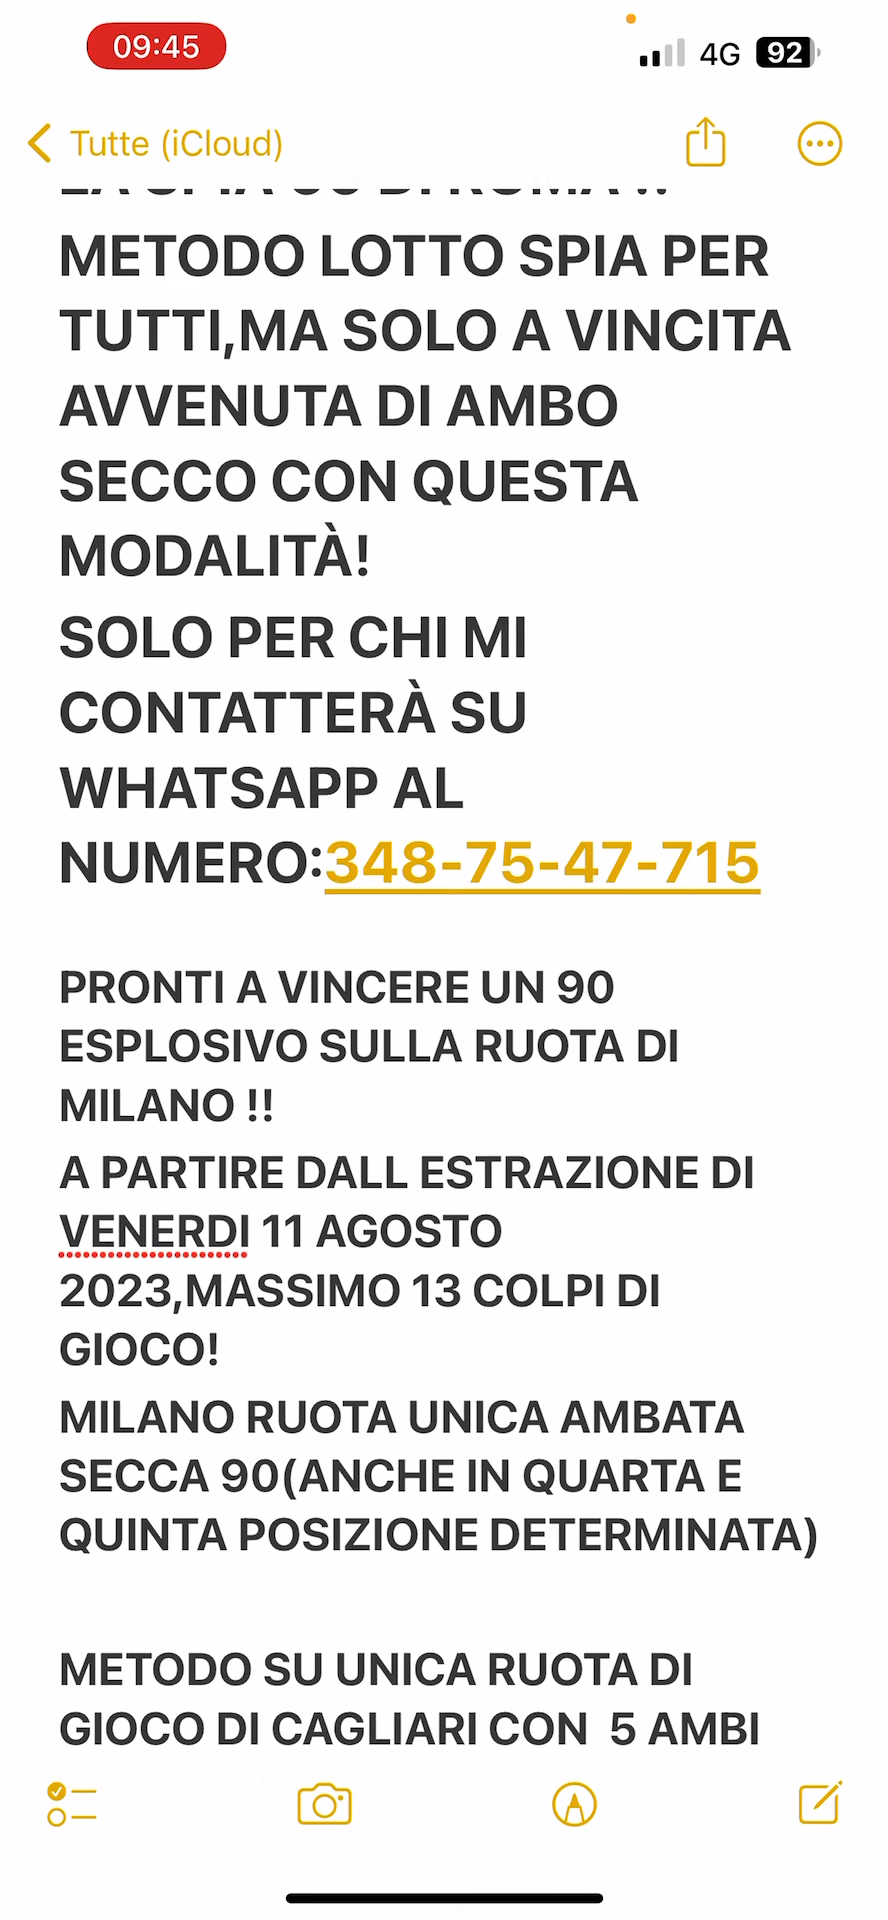 09:45
4G 92
Tutte (iCloud)
METODO LOTTO SPIA PER
TUTTI,MA SOLO A VINCITA
AVVENUTA DI AMBO
SECCO CON QUESTA
MODALITÀ!
SOLO PER CHI MI
CONTATTERÀ SU
WHATSAPP AL
NUMERO:348-75-47-715
PRONTI A VINCERE UN 90
ESPLOSIVO SULLA RUOTA DI
MILANO !!
A PARTIRE DALL ESTRAZIONE DI
VENERDI 11 AGOSTO
2023,MASSIMO 13 COLPI DI
GIOCO!
MILANO RUOTA UNICA AMBATA
SECCA 90(ANCHE IN QUARTA E
QUINTA POSIZIONE DETERMINATA)
METODO SU UNICA RUOTA DI
GIOCO DI CAGLIARI CON  5 AMBI